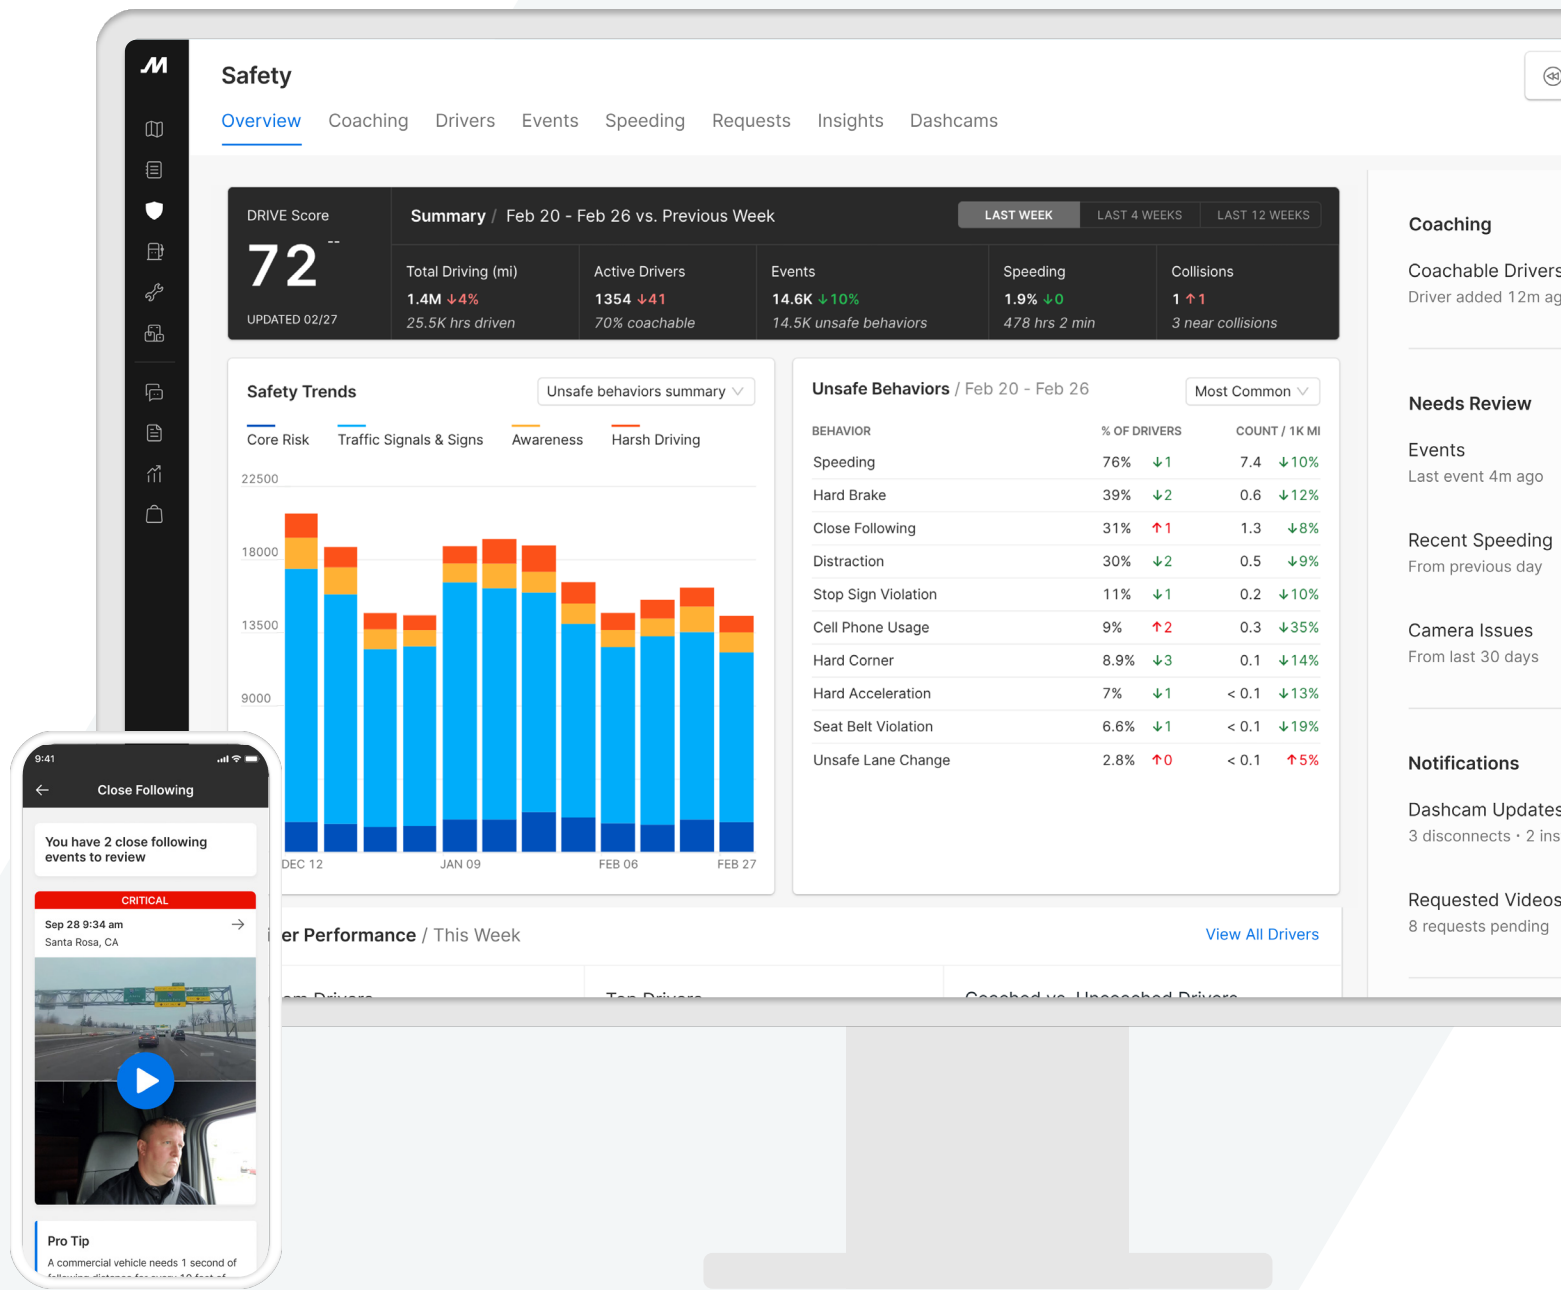 Safety
Overview Coaching Drivers Events Speeding Requests Insights Dashcams
DRIVE Score
72 --
UPDATED 02/27
Summary / Feb 20 - Feb 26 vs. Previous Week
LAST WEEK LAST 4 WEEKS LAST 12 WEEKS
Total Driving (mi)
1.4M ↓4%
25.5K hrs driven
Active Drivers
1354 ↓41
70% coachable
Events
14.6K ↓10%
14.5K unsafe behaviors
Speeding
1.9% ↓0
478 hrs 2 min
Collisions
1 ↑1
3 near collisions
Safety Trends
Unsafe behaviors summary
Core Risk Traffic Signals & Signs Awareness Harsh Driving
22500
18000
13500
9000
DEC 12 JAN 09 FEB 06 FEB 27
Unsafe Behaviors / Feb 20 - Feb 26
Most Common
BEHAVIOR % OF DRIVERS COUNT / 1K MI
Speeding 76% ↓1 7.4 ↓10%
Hard Brake 39% ↓2 0.6 ↓12%
Close Following 31% ↑1 1.3 ↓8%
Distraction 30% ↓2 0.5 ↓9%
Stop Sign Violation 11% ↓1 0.2 ↓10%
Cell Phone Usage 9% ↑2 0.3 ↓35%
Hard Corner 8.9% ↓3 0.1 ↓14%
Hard Acceleration 7% ↓1 < 0.1 ↓13%
Seat Belt Violation 6.6% ↓1 < 0.1 ↓19%
Unsafe Lane Change 2.8% ↑0 < 0.1 ↑5%
er Performance / This Week
View All Drivers
Top Drivers
Coached vs. Uncoached Drivers
Coaching
Coachable Drivers
Driver added 12m ag
Needs Review
Events
Last event 4m ago
Recent Speeding
From previous day
Camera Issues
From last 30 days
Notifications
Dashcam Updates
3 disconnects · 2 ins
Requested Videos
8 requests pending
9:41
Close Following
You have 2 close following
events to review
CRITICAL
Sep 28 9:34 am
Santa Rosa, CA
Pro Tip
A commercial vehicle needs 1 second of
following distance for every 10 feet of